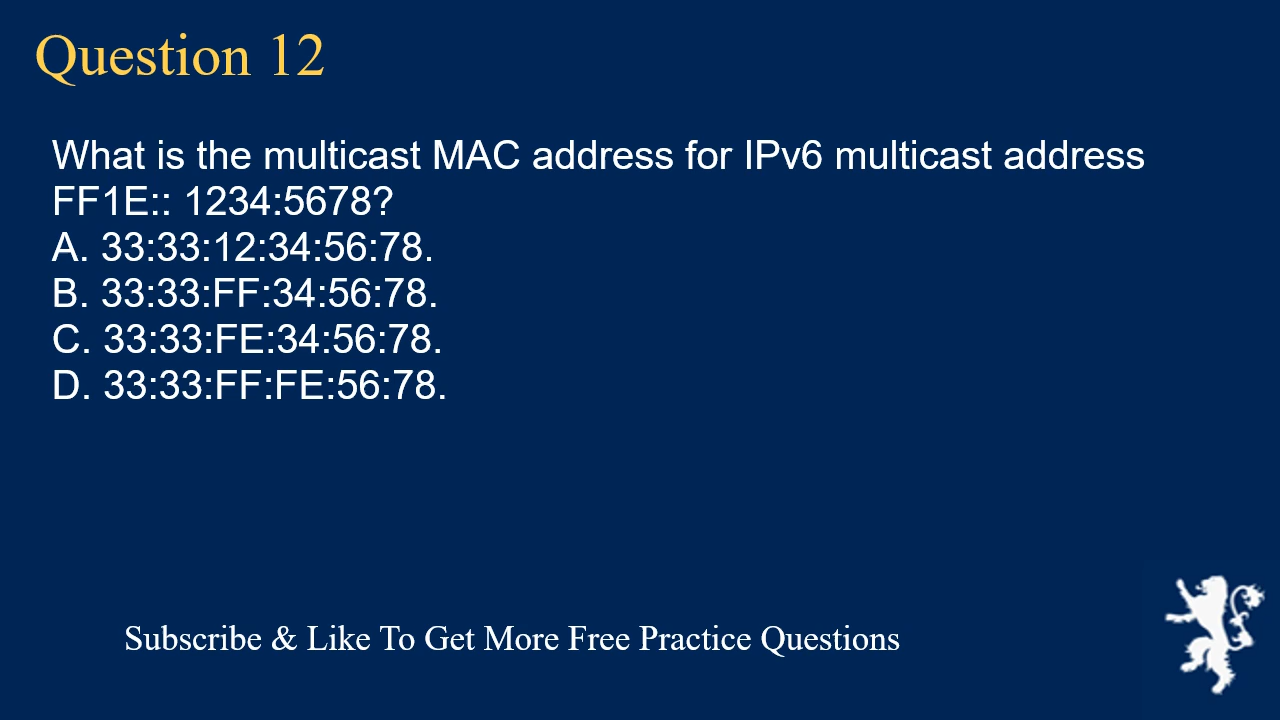 Question 12
What is the multicast MAC address for IPv6 multicast address
FF1E:: 1234:5678?
A. 33:33:12:34:56:78.
B. 33:33:FF:34:56:78.
C. 33:33:FE:34:56:78.
D. 33:33:FF:FE:56:78.
Subscribe & Like To Get More Free Practice Questions